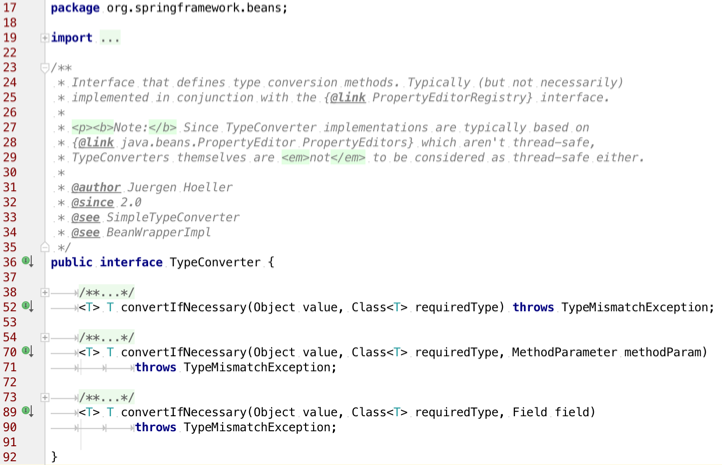 17 package org.springframework.beans;
18
19 import ...
22
23 /**
24 * Interface that defines type conversion methods. Typically (but not necessarily)
25 * implemented in conjunction with the {@link PropertyEditorRegistry} interface.
26 *
27 * <p><b>Note:</b> Since TypeConverter implementations are typically based on
28 * {@link java.beans.PropertyEditor PropertyEditors} which aren't thread-safe,
29 * TypeConverters themselves are <em>not</em> to be considered as thread-safe either.
30 *
31 * @author Juergen Hoeller
32 * @since 2.0
33 * @see SimpleTypeConverter
34 * @see BeanWrapperImpl
35 */
36 public interface TypeConverter {
37
38 /**...*/
52 <T> T convertIfNecessary(Object value, Class<T> requiredType) throws TypeMismatchException;
53
54 /**...*/
70 <T> T convertIfNecessary(Object value, Class<T> requiredType, MethodParameter methodParam)
71 throws TypeMismatchException;
72
73 /**...*/
89 <T> T convertIfNecessary(Object value, Class<T> requiredType, Field field)
90 throws TypeMismatchException;
91
92 }